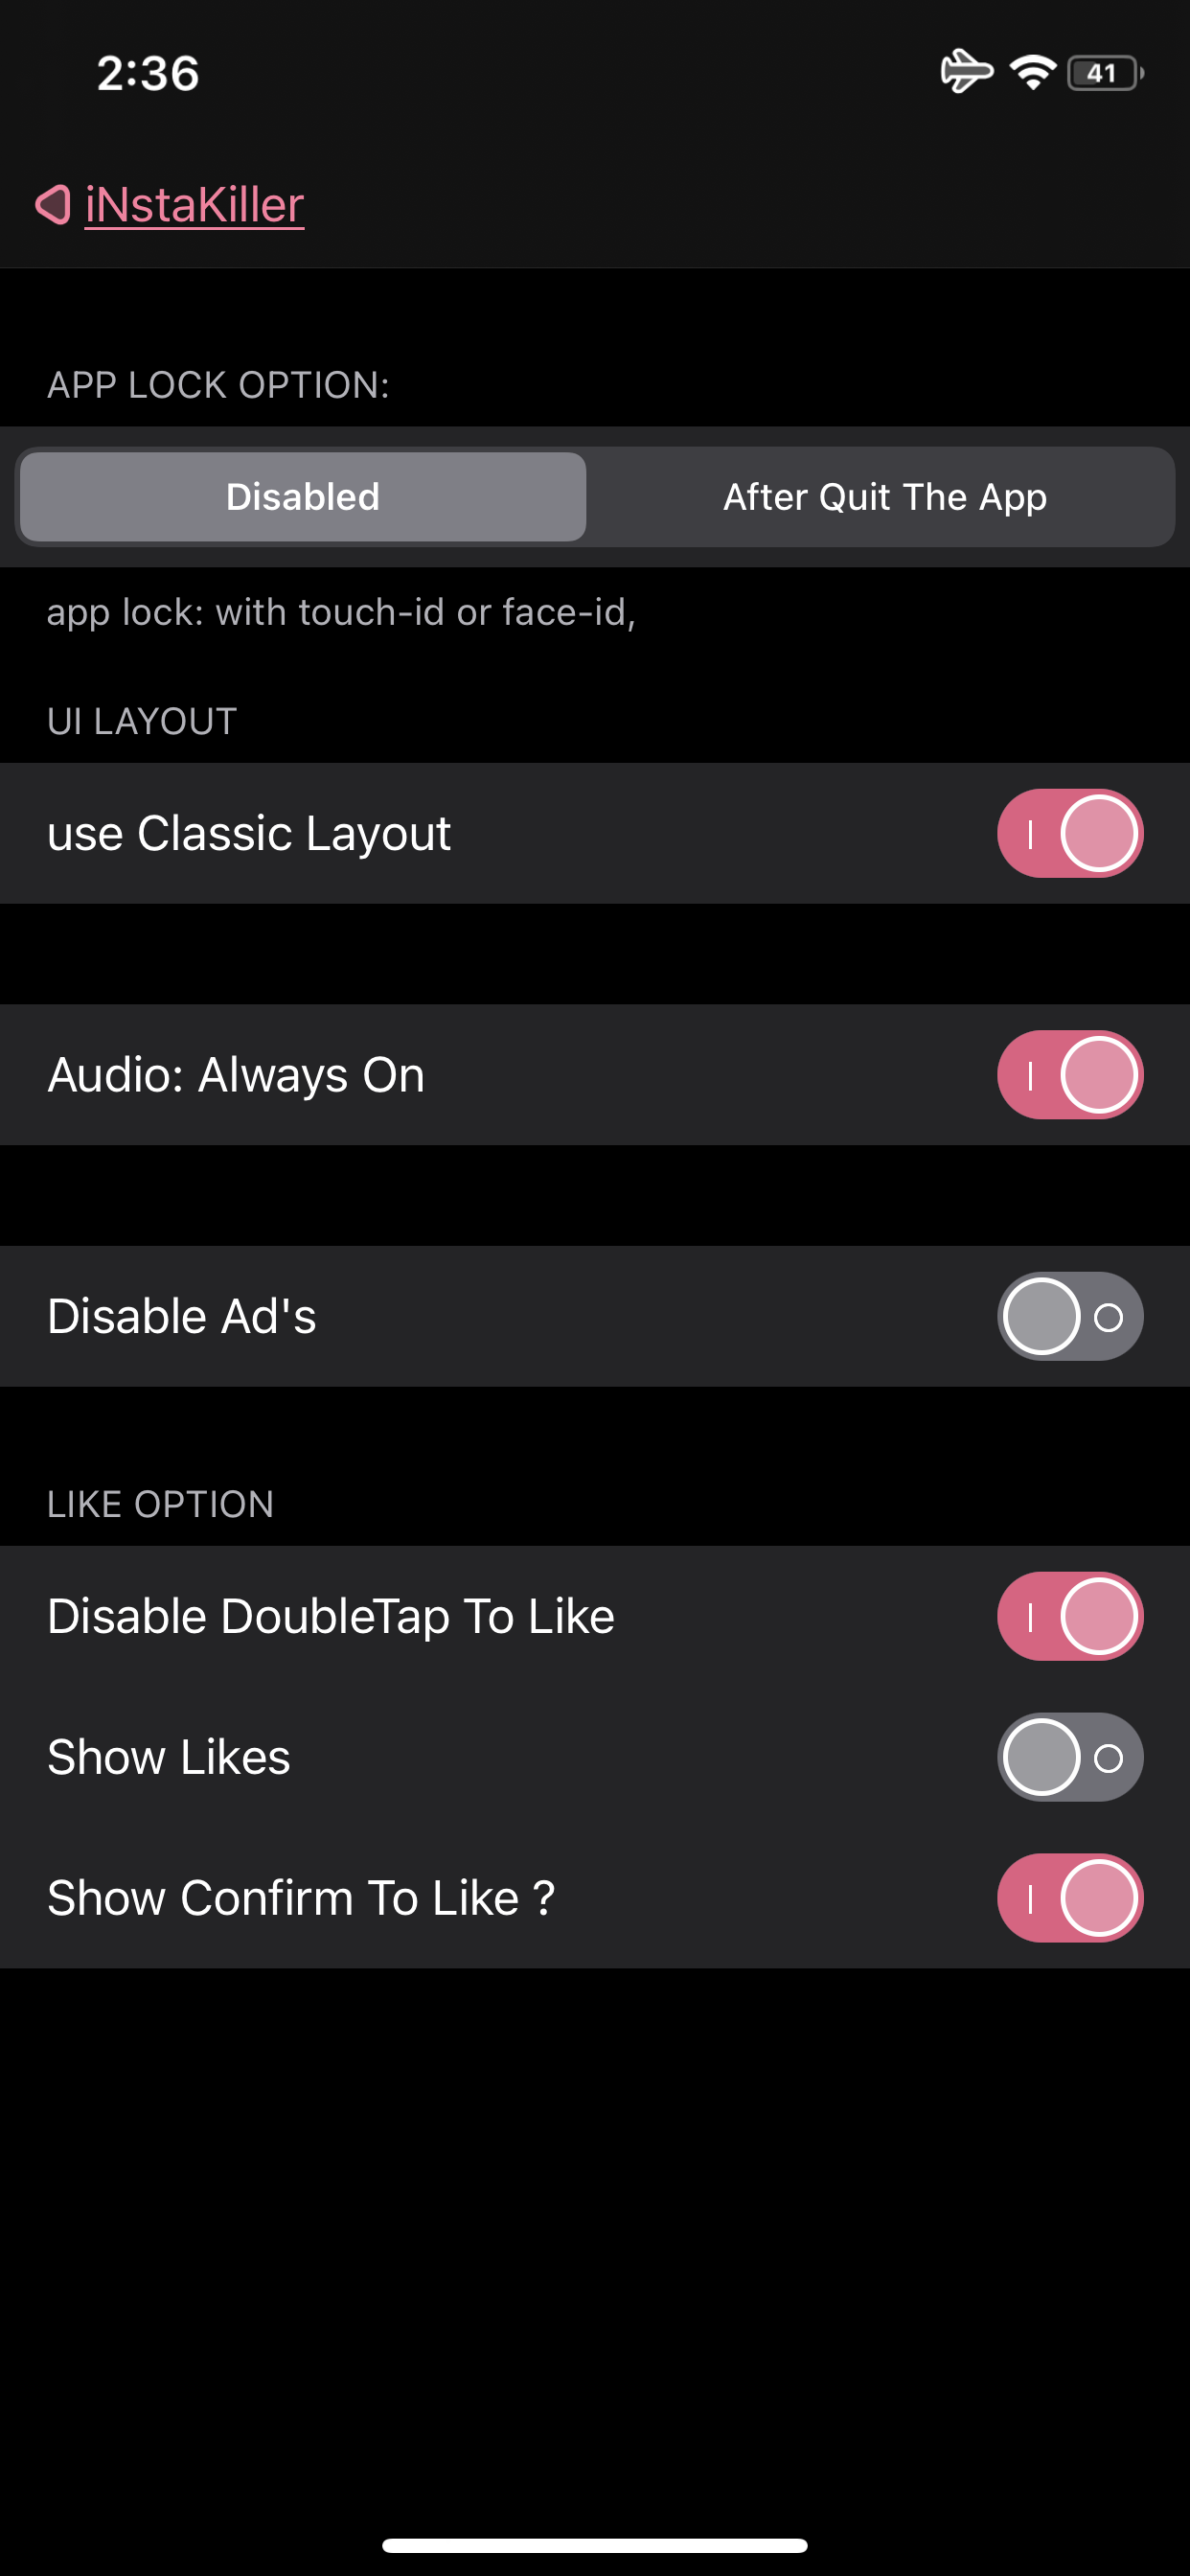 2:36
41
iNstaKiller
APP LOCK OPTION:
Disabled
After Quit The App
app lock: with touch-id or face-id,
UI LAYOUT
use Classic Layout
Audio: Always On
Disable Ad's
LIKE OPTION
Disable DoubleTap To Like
Show Likes
Show Confirm To Like ?